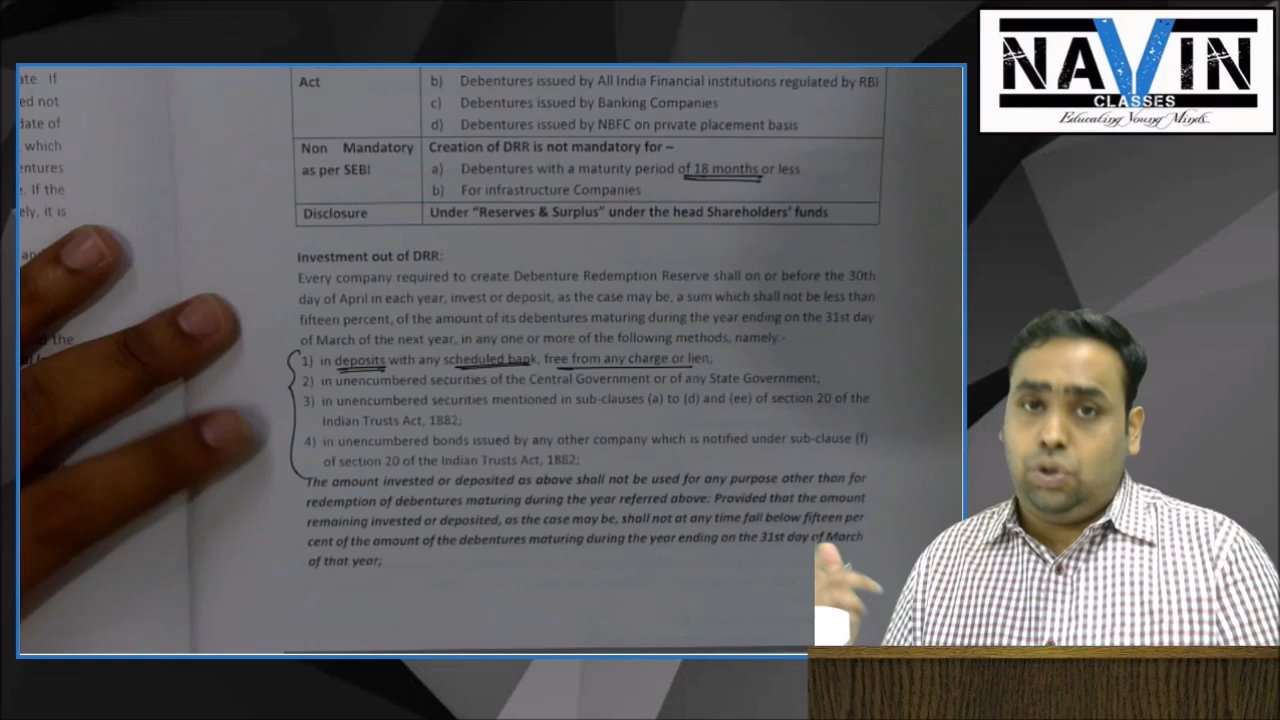 NAVIN
CLASSES
Educating Young Minds..
ate. If
ed not
date of
which
entures
. If the
ely, it is
the
Act
b) Debentures issued by All India Financial institutions regulated by RBI
c) Debentures issued by Banking Companies
d) Debentures issued by NBFC on private placement basis
Non Mandatory
as per SEBI
Creation of DRR is not mandatory for –
a) Debentures with a maturity period of 18 months or less
b) For infrastructure Companies
Disclosure
Under "Reserves & Surplus" under the head Shareholders' funds
Investment out of DRR:
Every company required to create Debenture Redemption Reserve shall on or before the 30th
day of April in each year, invest or deposit, as the case may be, a sum which shall not be less than
fifteen percent, of the amount of its debentures maturing during the year ending on the 31st day
of March of the next year, in any one or more of the following methods, namely:-
1) in deposits with any scheduled bank, free from any charge or lien,
2) in unencumbered securities of the Central Government or of any State Government;
3) in unencumbered securities mentioned in sub-clauses (a) to (d) and (ee) of section 20 of the
Indian Trusts Act, 1882;
4) in unencumbered bonds issued by any other company which is notified under sub-clause (f)
of section 20 of the Indian Trusts Act, 1882;
The amount invested or deposited as above shall not be used for any purpose other than for
redemption of debentures maturing during the year referred above: Provided that the amount
remaining invested or deposited, as the case may be, shall not at any time fall below fifteen per
cent of the amount of the debentures maturing during the year ending on the 31st day of March
of that year;